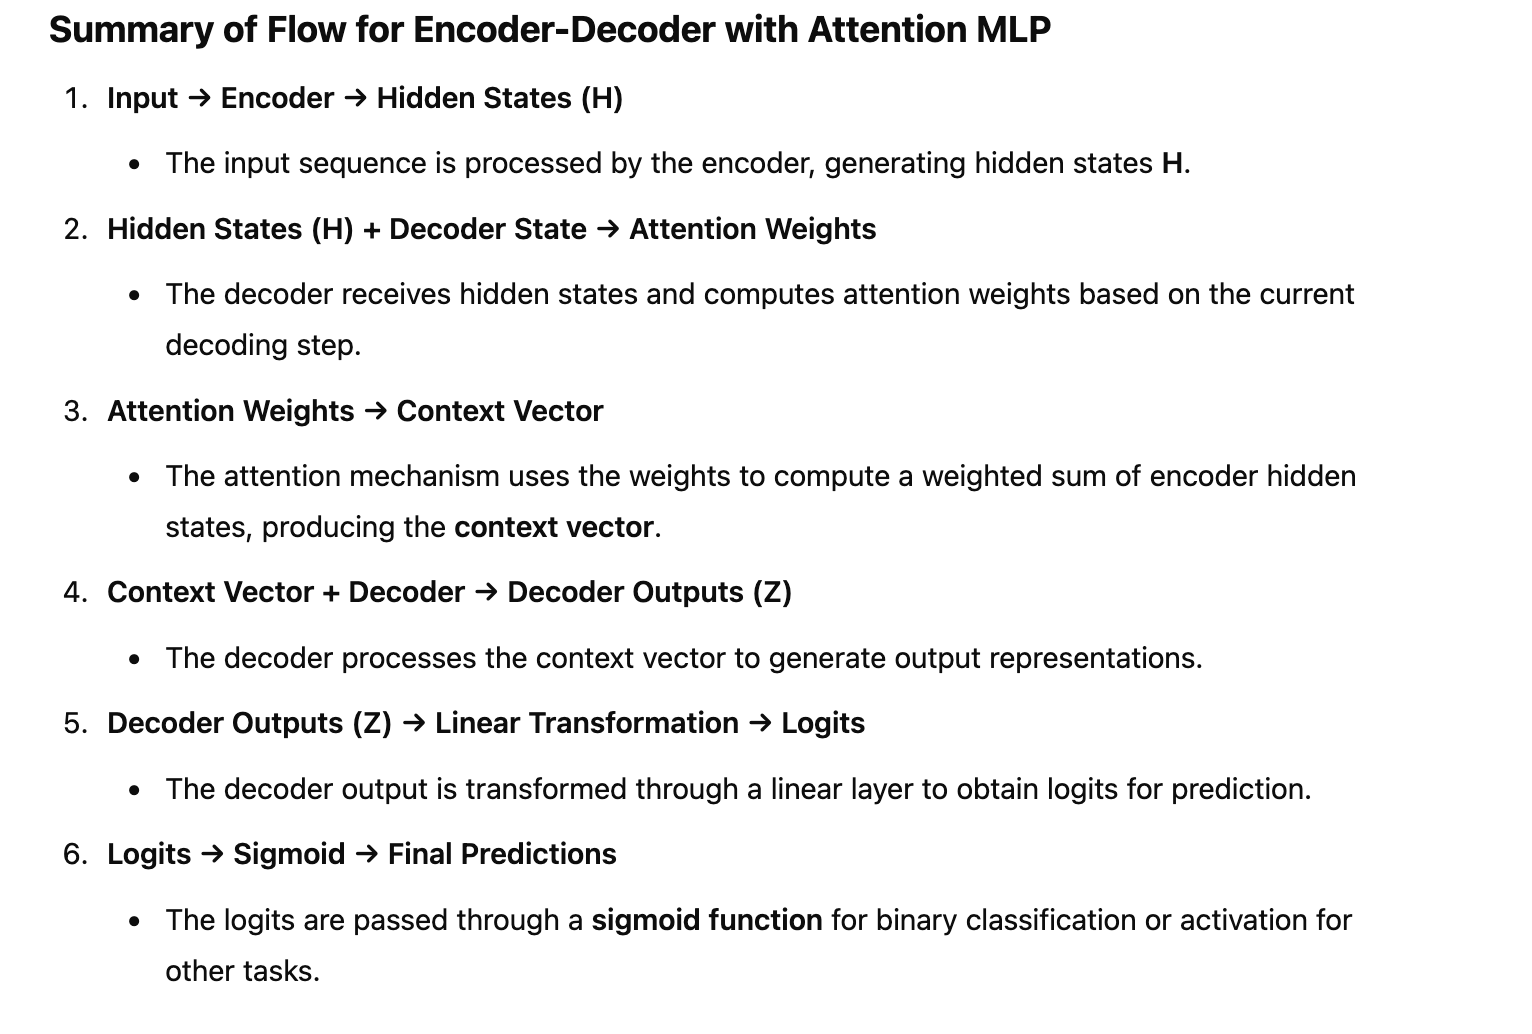 Summary of Flow for Encoder-Decoder with Attention MLP
1. Input → Encoder → Hidden States (H)
• The input sequence is processed by the encoder, generating hidden states H.
2. Hidden States (H) + Decoder State → Attention Weights
• The decoder receives hidden states and computes attention weights based on the current
decoding step.
3. Attention Weights → Context Vector
• The attention mechanism uses the weights to compute a weighted sum of encoder hidden
states, producing the context vector.
4. Context Vector + Decoder → Decoder Outputs (Z)
• The decoder processes the context vector to generate output representations.
5. Decoder Outputs (Z) → Linear Transformation → Logits
• The decoder output is transformed through a linear layer to obtain logits for prediction.
6. Logits → Sigmoid → Final Predictions
• The logits are passed through a sigmoid function for binary classification or activation for
other tasks.